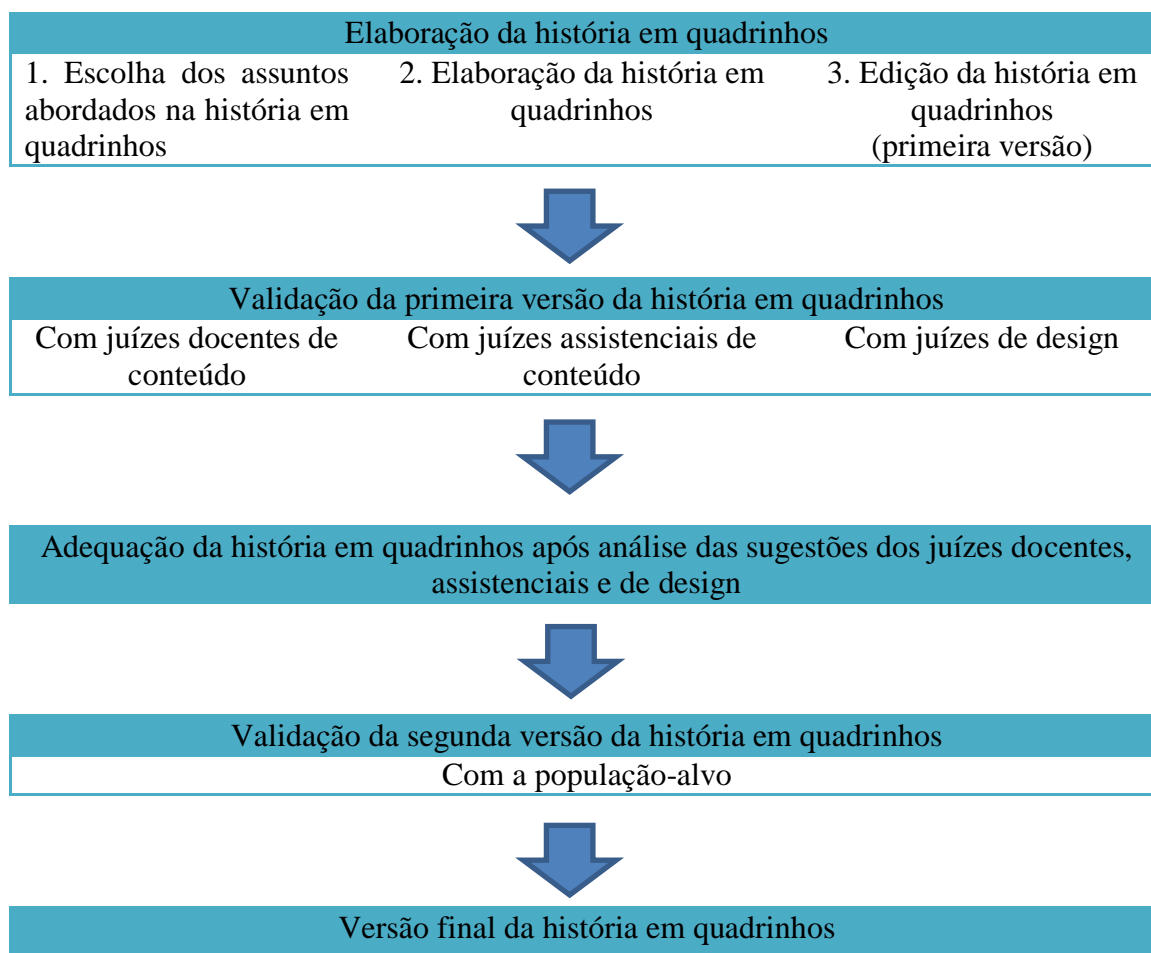 Elaboração da história em quadrinhos
1. Escolha dos assuntos
abordados na história em
quadrinhos
2. Elaboração da história em
quadrinhos
3. Edição da história em
quadrinhos
(primeira versão)
Validação da primeira versão da história em quadrinhos
Com juízes docentes de
conteúdo
Com juízes assistenciais de
conteúdo
Com juízes de design
Adequação da história em quadrinhos após análise das sugestões dos juízes docentes,
assistenciais e de design
Validação da segunda versão da história em quadrinhos
Com a população-alvo
Versão final da história em quadrinhos